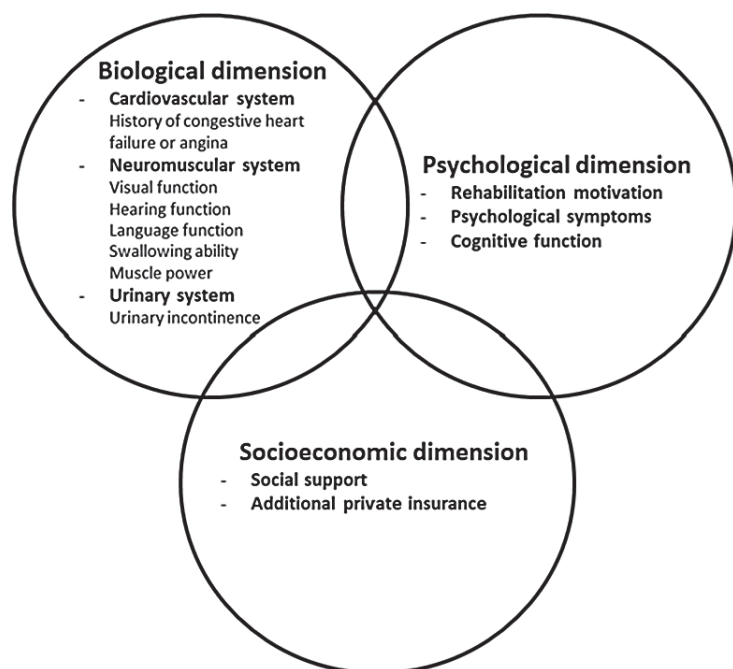 Biological dimension
- Cardiovascular system
History of congestive heart
failure or angina
- Neuromuscular system
Visual function
Hearing function
Language function
Swallowing ability
Muscle power
- Urinary system
Urinary incontinence
Psychological dimension
- Rehabilitation motivation
- Psychological symptoms
- Cognitive function
Socioeconomic dimension
- Social support
- Additional private insurance